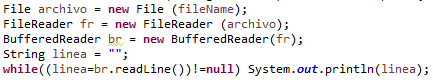 File archivo = new File (fileName);
FileReader fr = new FileReader (archivo);
BufferedReader br = new BufferedReader(fr);
String linea = "";
while((linea=br.readLine())!=null) System.out.println(linea);